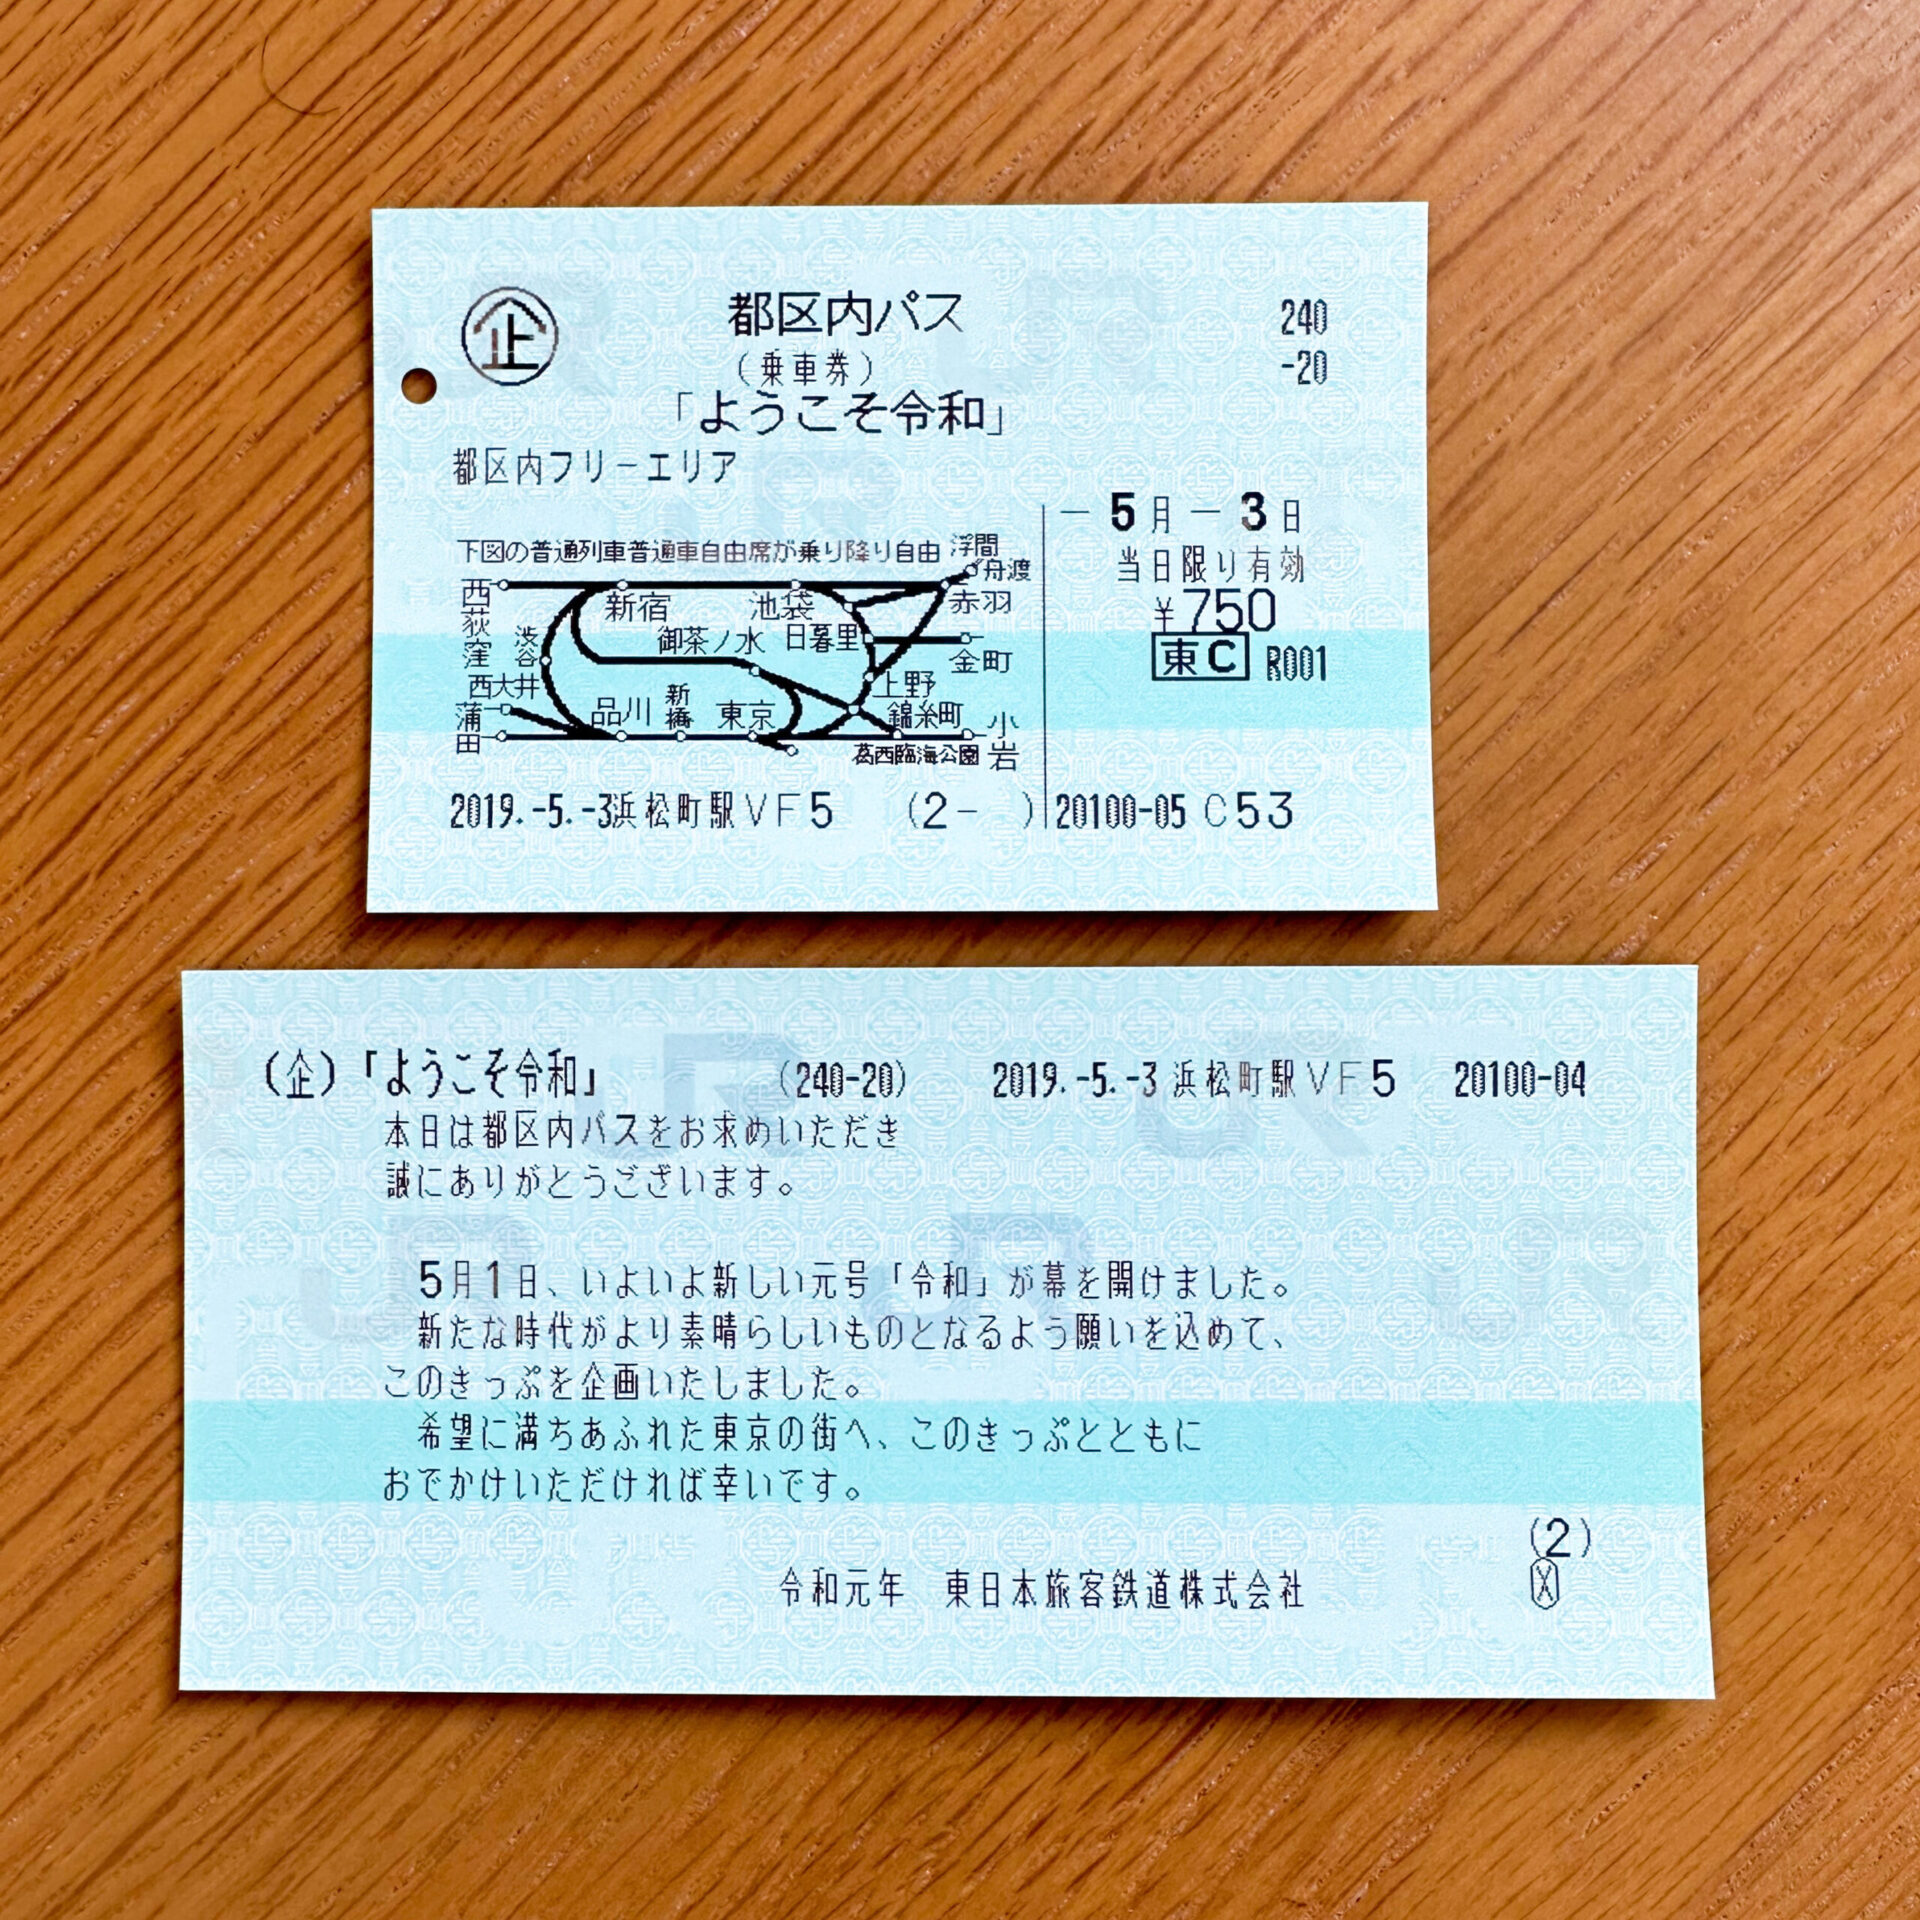 企 都区内パス 240
（乗車券） -20
「ようこそ令和」
都区内フリーエリア
- 5月 - 3日
下図の普通列車普通車自由席が乗り降り自由
当日限り有効
¥750
東C R001
浮間舟渡
西荻窪 新宿 池袋 赤羽
渋谷 御茶ノ水 日暮里 金町
西大井 上野
蒲田 品川 新橋 東京 錦糸町 小岩
葛西臨海公園
2019.-5.-3浜松町駅VF5 (2- ) 20100-05 C53
(企)「ようこそ令和」 (240-20) 2019.-5.-3 浜松町駅VF5 20100-04
本日は都区内パスをお求めいただき
誠にありがとうございます。
5月1日、いよいよ新しい元号「令和」が幕を開けました。
新たな時代がより素晴らしいものとなるよう願いを込めて、
このきっぷを企画いたしました。
希望に満ちあふれた東京の街へ、このきっぷとともに
おでかけいただければ幸いです。
(2)
令和元年 東日本旅客鉄道株式会社